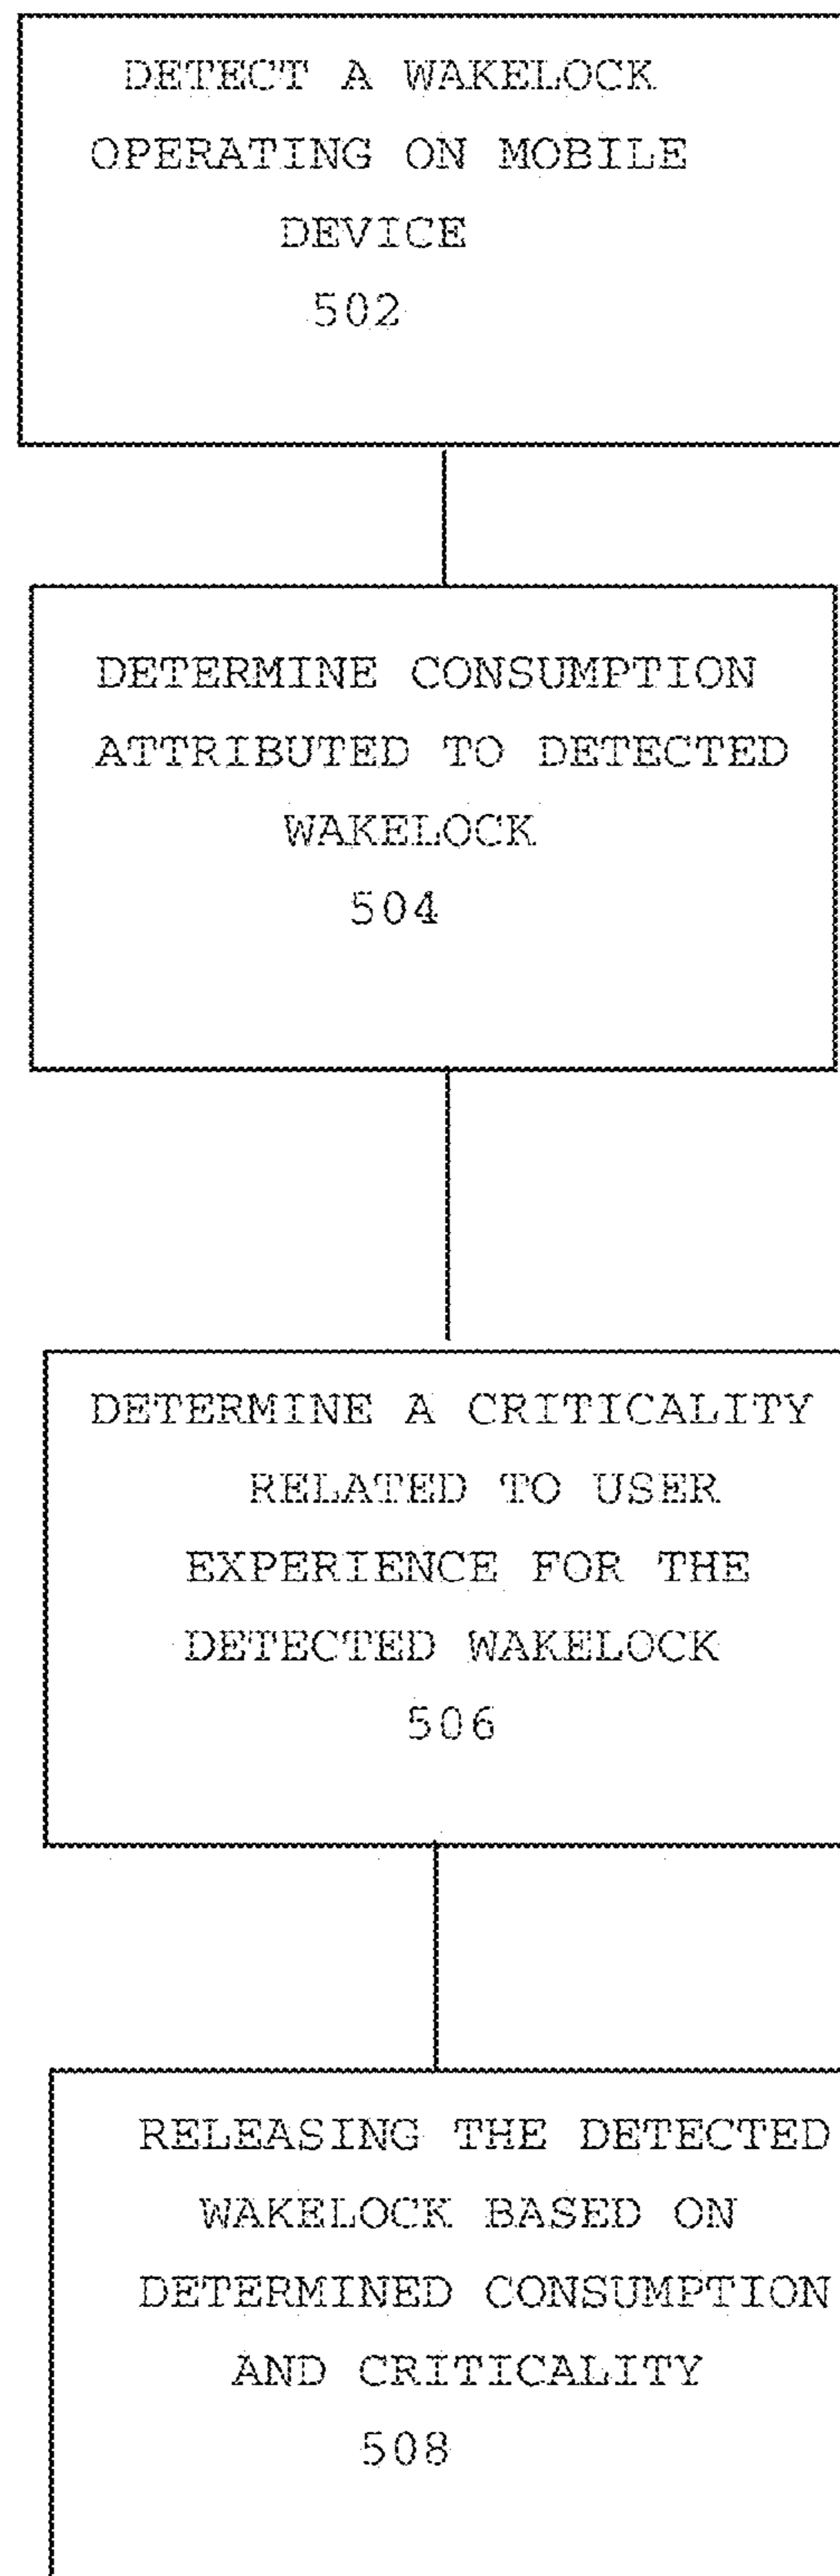 DETECT A WAKELOCK
OPERATING ON MOBILE
DEVICE
502
DETERMINE CONSUMPTION
ATTRIBUTED TO DETECTED
WAKELOCK
504
DETERMINE A CRITICALITY
RELATED TO USER
EXPERIENCE FOR THE
DETECTED WAKELOCK
506
RELEASING THE DETECTED
WAKELOCK BASED ON
DETERMINED CONSUMPTION
AND CRITICALITY
508